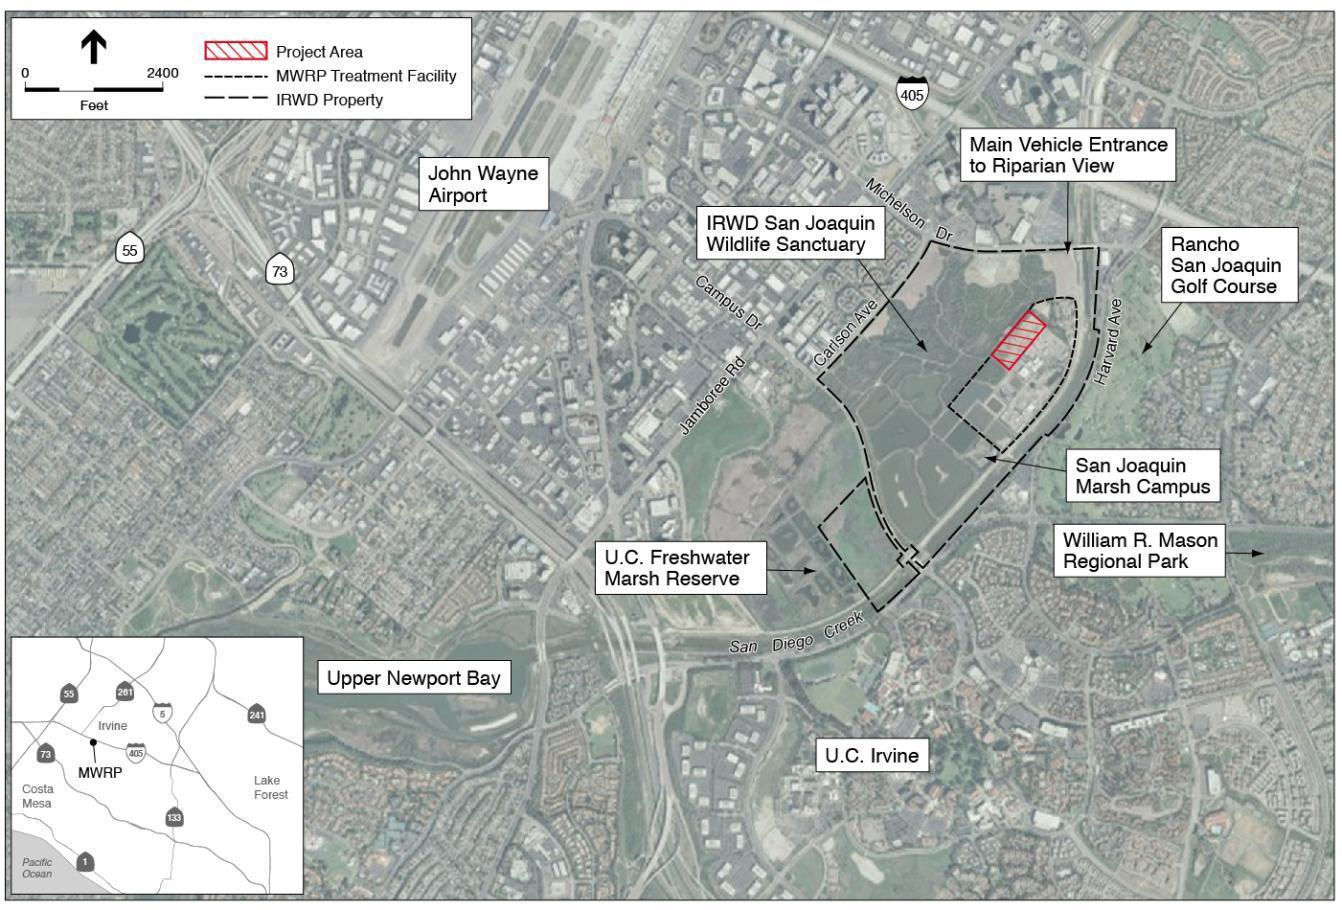 0
2400
Feet
Project Area
MWRP Treatment Facility
IRWD Property
405
Main Vehicle Entrance
to Riparian View
John Wayne
Airport
Michelson Dr
IRWD San Joaquin
Wildlife Sanctuary
Rancho
San Joaquin
Golf Course
55
73
Campus Dr
Carlson Ave
Harvard Ave
Jamboree Rd
San Joaquin
Marsh Campus
William R. Mason
Regional Park
U.C. Freshwater
Marsh Reserve
San Diego Creek
Upper Newport Bay
U.C. Irvine
55
261
5
241
Irvine
73
405
MWRP
Costa
Mesa
Lake
Forest
133
1
Pacific
Ocean